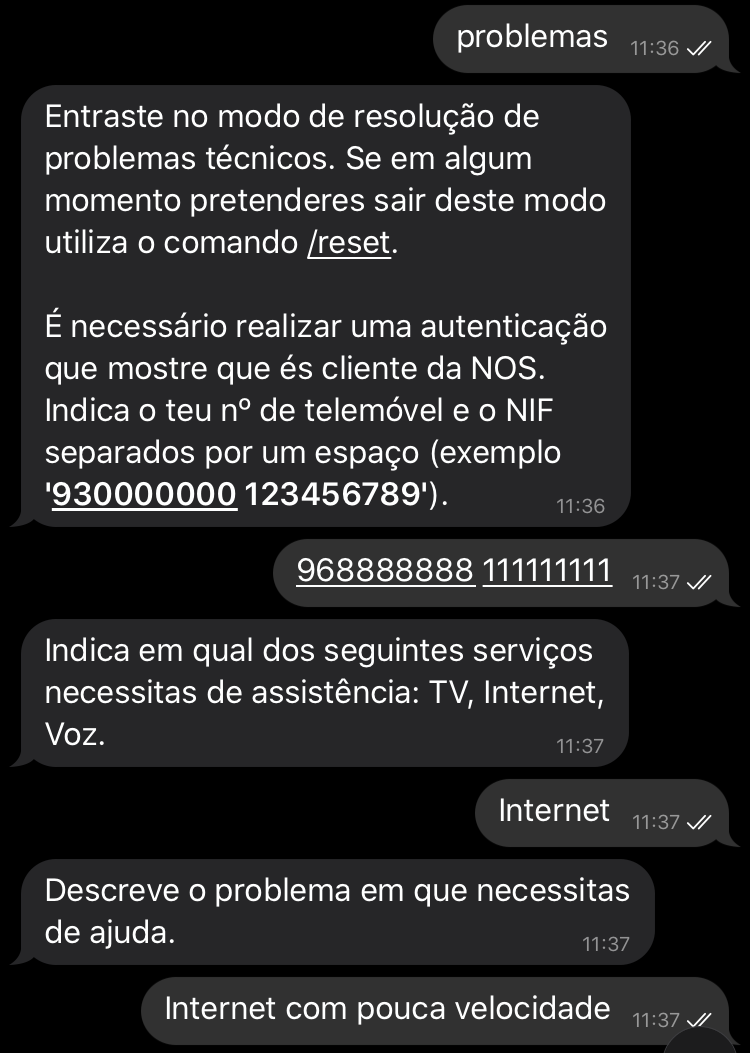 problemas 11:36
Entraste no modo de resolução de
problemas técnicos. Se em algum
momento pretenderes sair deste modo
utiliza o comando /reset.
É necessário realizar uma autenticação
que mostre que és cliente da NOS.
Indica o teu nº de telemóvel e o NIF
separados por um espaço (exemplo
'930000000 123456789'). 11:36
968888888 111111111 11:37
Indica em qual dos seguintes serviços
necessitas de assistência: TV, Internet,
Voz. 11:37
Internet 11:37
Descreve o problema em que necessitas
de ajuda. 11:37
Internet com pouca velocidade 11:37